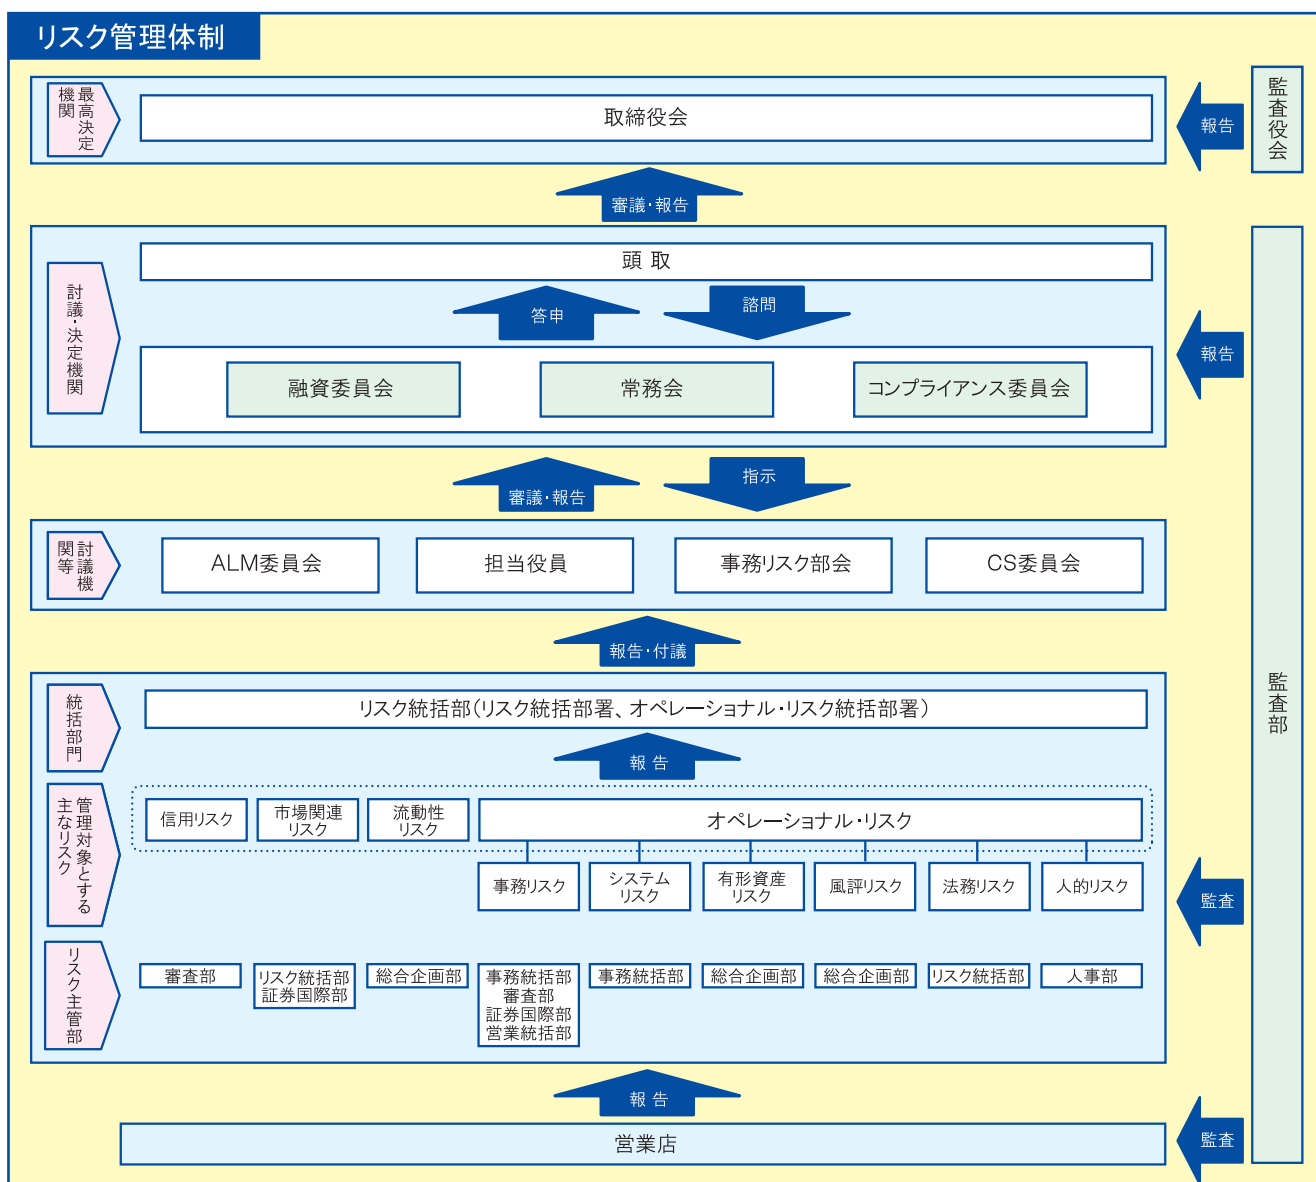 リスク管理体制
最高決定
機関
取締役会
報告
監査役会
審議・報告
討議・決定機関
頭 取
答申
諮問
融資委員会
常務会
コンプライアンス委員会
報告
審議・報告
指示
討議機
関等
ALM委員会
担当役員
事務リスク部会
CS委員会
報告・付議
統括部門
リスク統括部(リスク統括部署、オペレーショナル・リスク統括部署)
監査部
報 告
管理対象とする
主なリスク
信用リスク
市場関連
リスク
流動性
リスク
オペレーショナル・リスク
事務リスク
システム
リスク
有形資産
リスク
風評リスク
法務リスク
人的リスク
監査
リスク主管部
審査部
リスク統括部
証券国際部
総合企画部
事務統括部
審査部
証券国際部
営業統括部
事務統括部
総合企画部
総合企画部
リスク統括部
人事部
報 告
営業店
監査